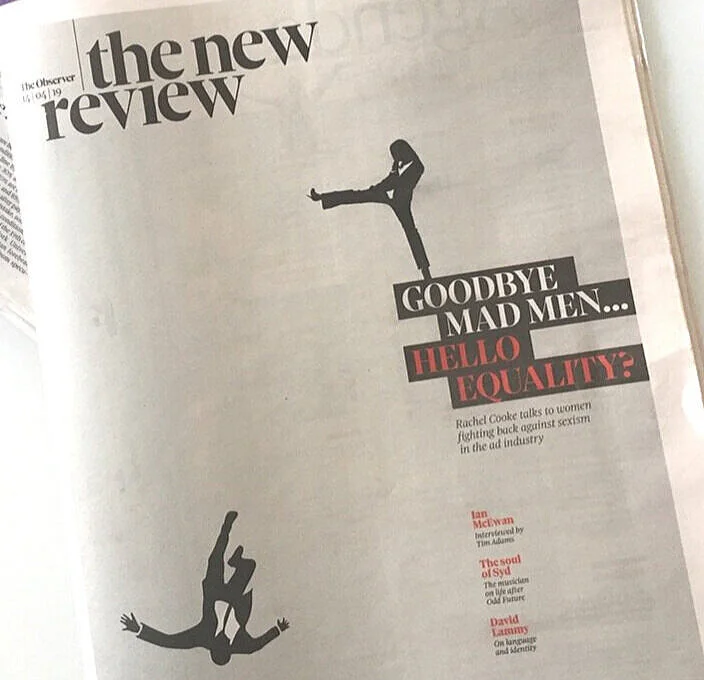 The Observer
14|04|19
the new
review
GOODBYE
MAD MEN...
HELLO
EQUALITY?
Rachel Cooke talks to women
fighting back against sexism
in the ad industry
Ian
McEwan
Interviewed by
Tim Adams
The soul
of Syd
The musician
on life after
Odd Future
David
Lammy
On language
and identity